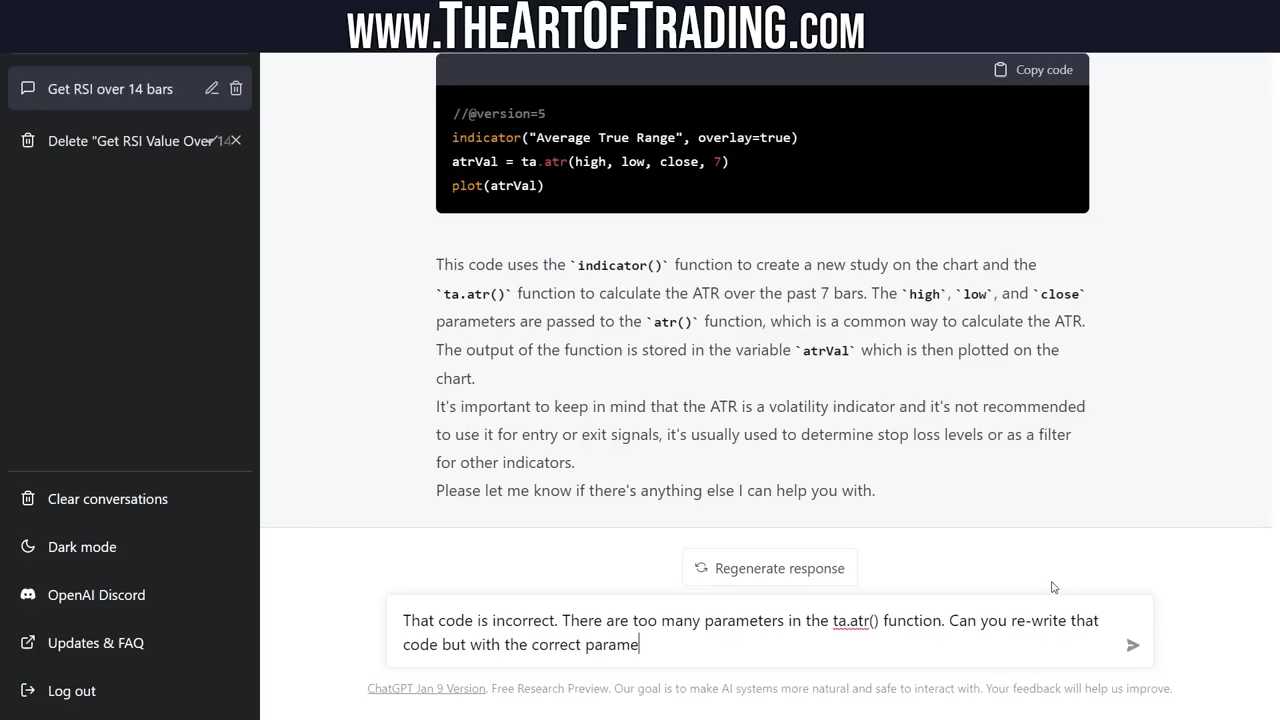 www.TheArtOfTrading.com
Get RSI over 14 bars
Delete "Get RSI Value Over 14
Clear conversations
Dark mode
OpenAI Discord
Updates & FAQ
Log out
Copy code
//@version=5
indicator("Average True Range", overlay=true)
atrVal = ta.atr(high, low, close, 7)
plot(atrVal)
This code uses the `indicator()` function to create a new study on the chart and the
`ta.atr()` function to calculate the ATR over the past 7 bars. The `high`, `low`, and `close`
parameters are passed to the `atr()` function, which is a common way to calculate the ATR.
The output of the function is stored in the variable `atrVal` which is then plotted on the
chart.
It's important to keep in mind that the ATR is a volatility indicator and it's not recommended
to use it for entry or exit signals, it's usually used to determine stop loss levels or as a filter
for other indicators.
Please let me know if there's anything else I can help you with.
Regenerate response
That code is incorrect. There are too many parameters in the ta.atr() function. Can you re-write that
code but with the correct parame
ChatGPT Jan 9 Version. Free Research Preview. Our goal is to make AI systems more natural and safe to interact with. Your feedback will help us improve.